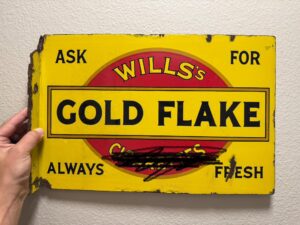 ASK FOR
WILLS's
GOLD FLAKE
ALWAYS FRESH